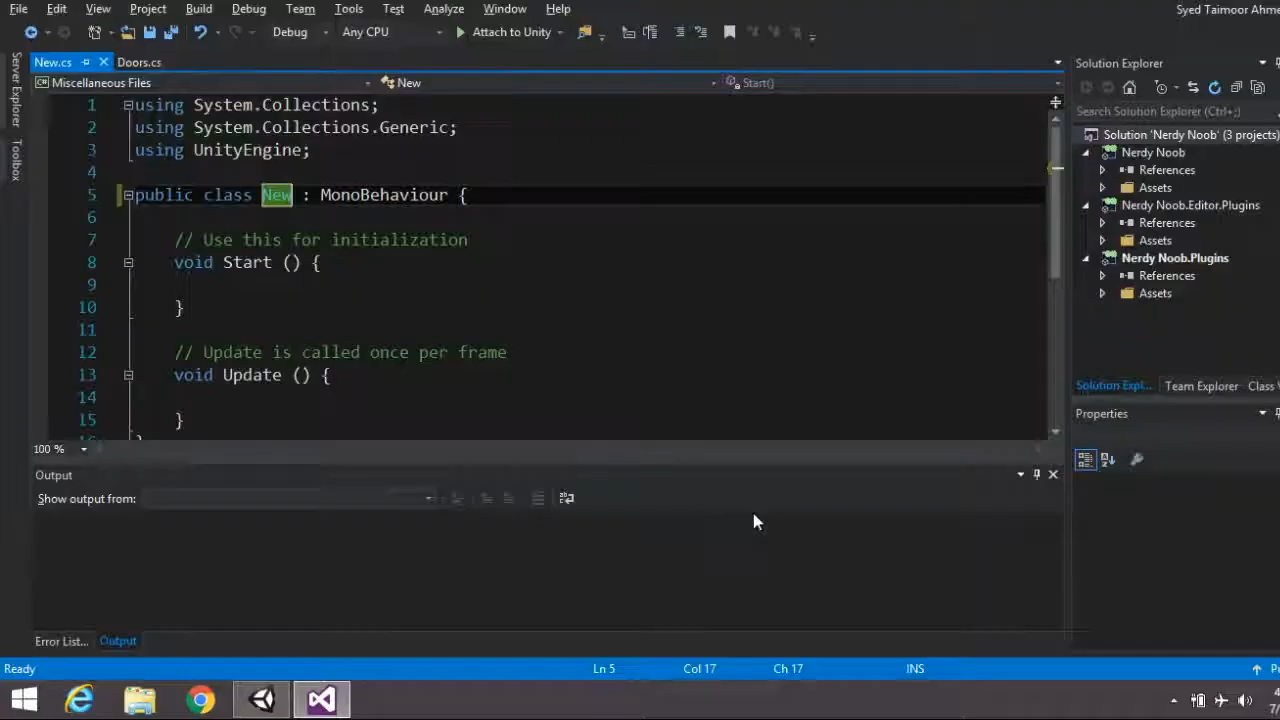 File Edit View Project Build Debug Team Tools Test Analyze Window Help
Syed Taimoor Ahme
Debug Any CPU Attach to Unity
New.cs Doors.cs
Miscellaneous Files New Start()
1 using System.Collections;
2 using System.Collections.Generic;
3 using UnityEngine;
4
5 public class New : MonoBehaviour {
6
7 // Use this for initialization
8 void Start () {
9
10 }
11
12 // Update is called once per frame
13 void Update () {
14
15 }
}
100 %
Server Explorer
Toolbox
Output
Show output from:
Error List... Output
Solution Explorer
Search Solution Explorer (Ctrl+;)
Solution 'Nerdy Noob' (3 projects)
Nerdy Noob
References
Assets
Nerdy Noob.Editor.Plugins
References
Assets
Nerdy Noob.Plugins
References
Assets
Solution Expl... Team Explorer Class
Properties
Ready Ln 5 Col 17 Ch 17 INS